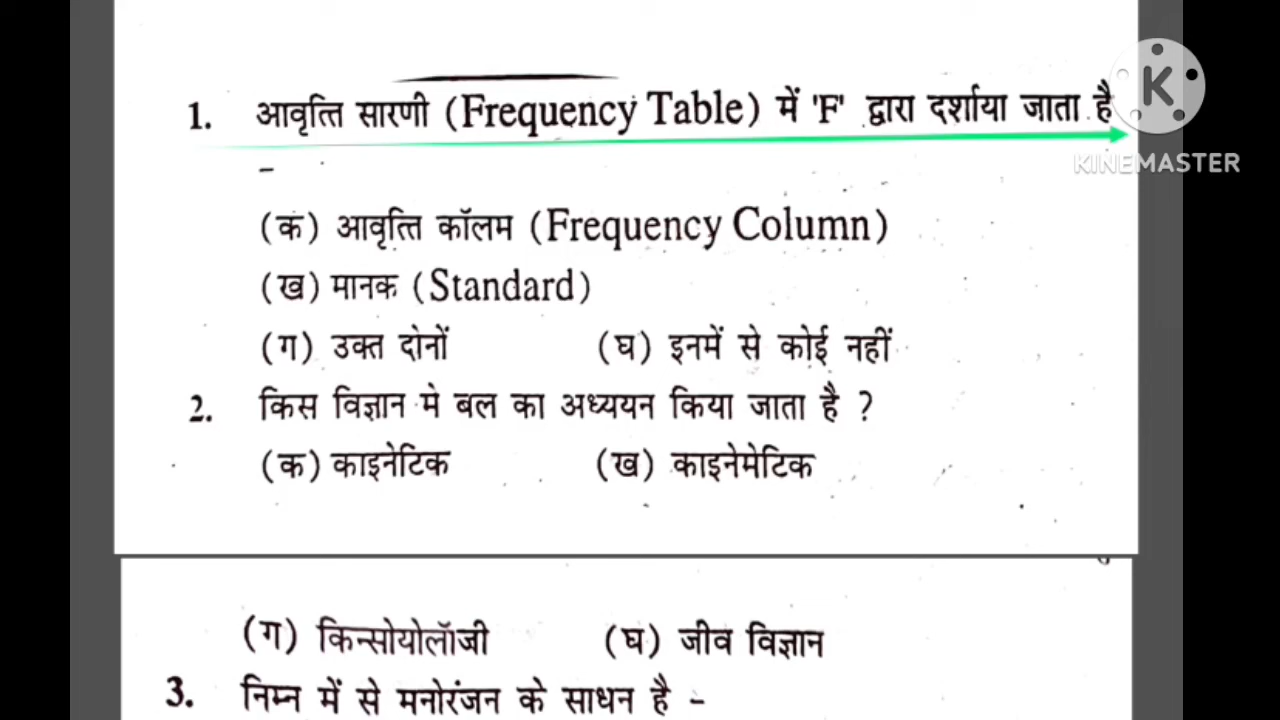 1. आवृत्ति सारणी (Frequency Table) में 'F' द्वारा दर्शाया जाता है
-
(क) आवृत्ति कॉलम (Frequency Column)
(ख) मानक (Standard)
(ग) उक्त दोनों (घ) इनमें से कोई नहीं
2. किस विज्ञान मे बल का अध्ययन किया जाता है ?
(क) काइनेटिक (ख) काइनेमेटिक
(ग) किन्सोयोलॉजी (घ) जीव विज्ञान
3. निम्न में से मनोरंजन के साधन है -
K
KINEMASTER